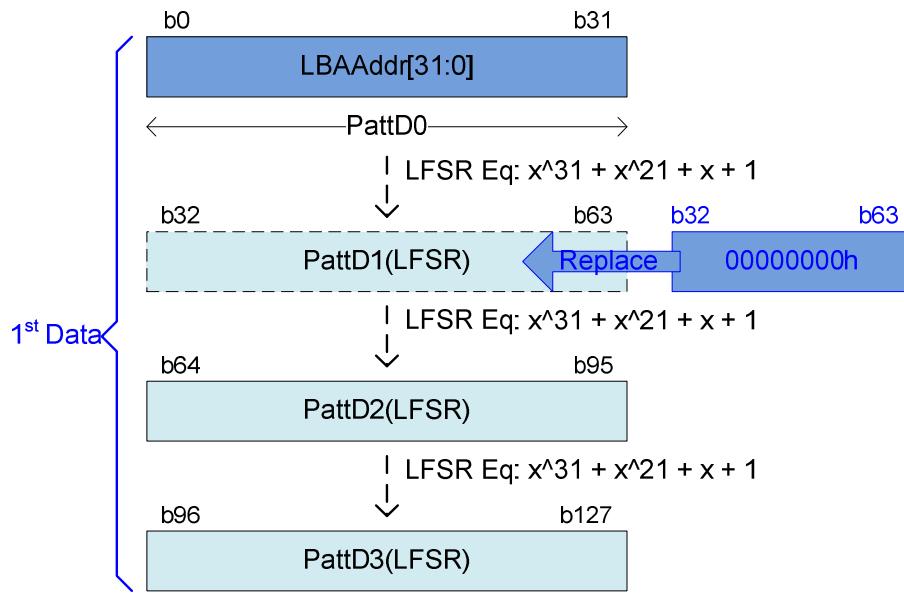 b0 b31
LBAAddr[31:0]
PattD0
LFSR Eq: x^31 + x^21 + x + 1
b32 b63 b32 b63
PattD1(LFSR) Replace 00000000h
LFSR Eq: x^31 + x^21 + x + 1
1st Data
b64 b95
PattD2(LFSR)
LFSR Eq: x^31 + x^21 + x + 1
b96 b127
PattD3(LFSR)